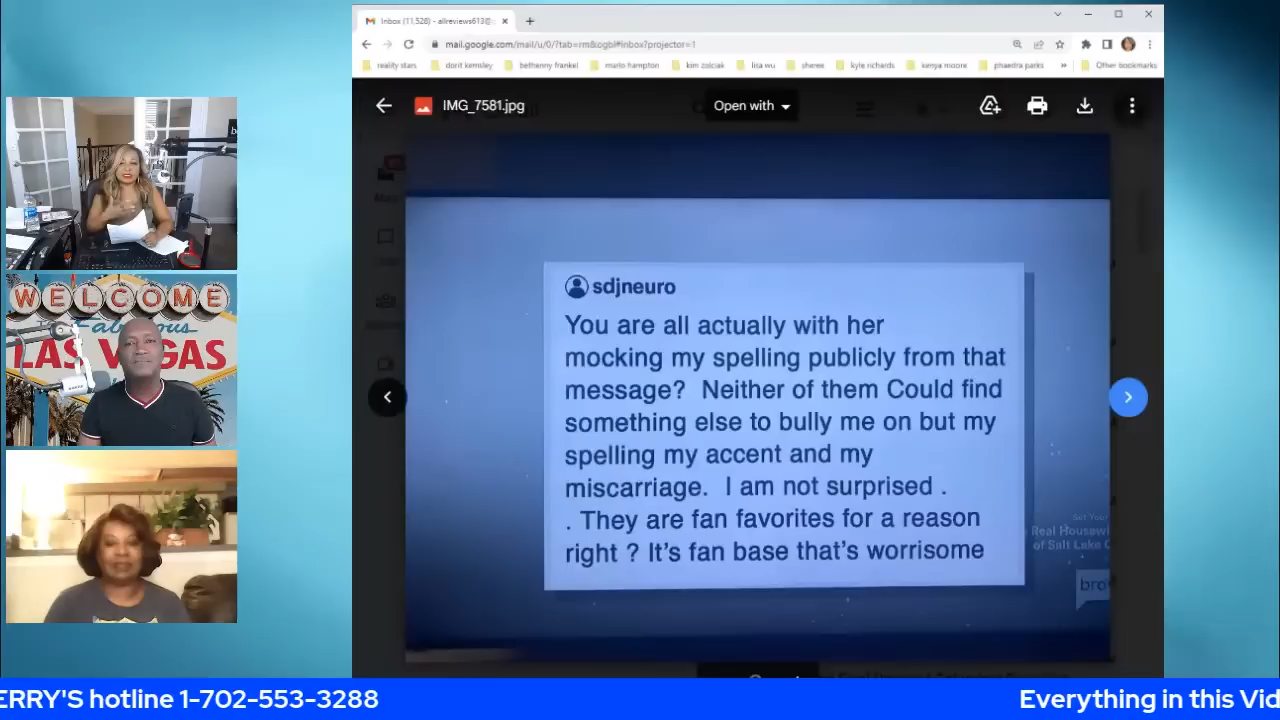 Inbox (11,528) - allreviews613@
mail.google.com/mail/u/0/?tab=rm&ogbl#inbox?projector=1
reality stars
dorit kemsley
bethenny frankel
marlo hampton
kim zolciak
lisa wu
sheree
kyle richards
kenya moore
phaedra parks
»
Other bookmarks
IMG_7581.jpg
Open with
WELCOME
Fabulous
LAS VEGAS
sdjneuro
You are all actually with her
mocking my spelling publicly from that
message? Neither of them Could find
something else to bully me on but my
spelling my accent and my
miscarriage. I am not surprised .
. They are fan favorites for a reason
right ? It's fan base that's worrisome
Real Housew
of Salt Lake C
bra
ERRY'S hotline 1-702-553-3288
Everything in this Vid